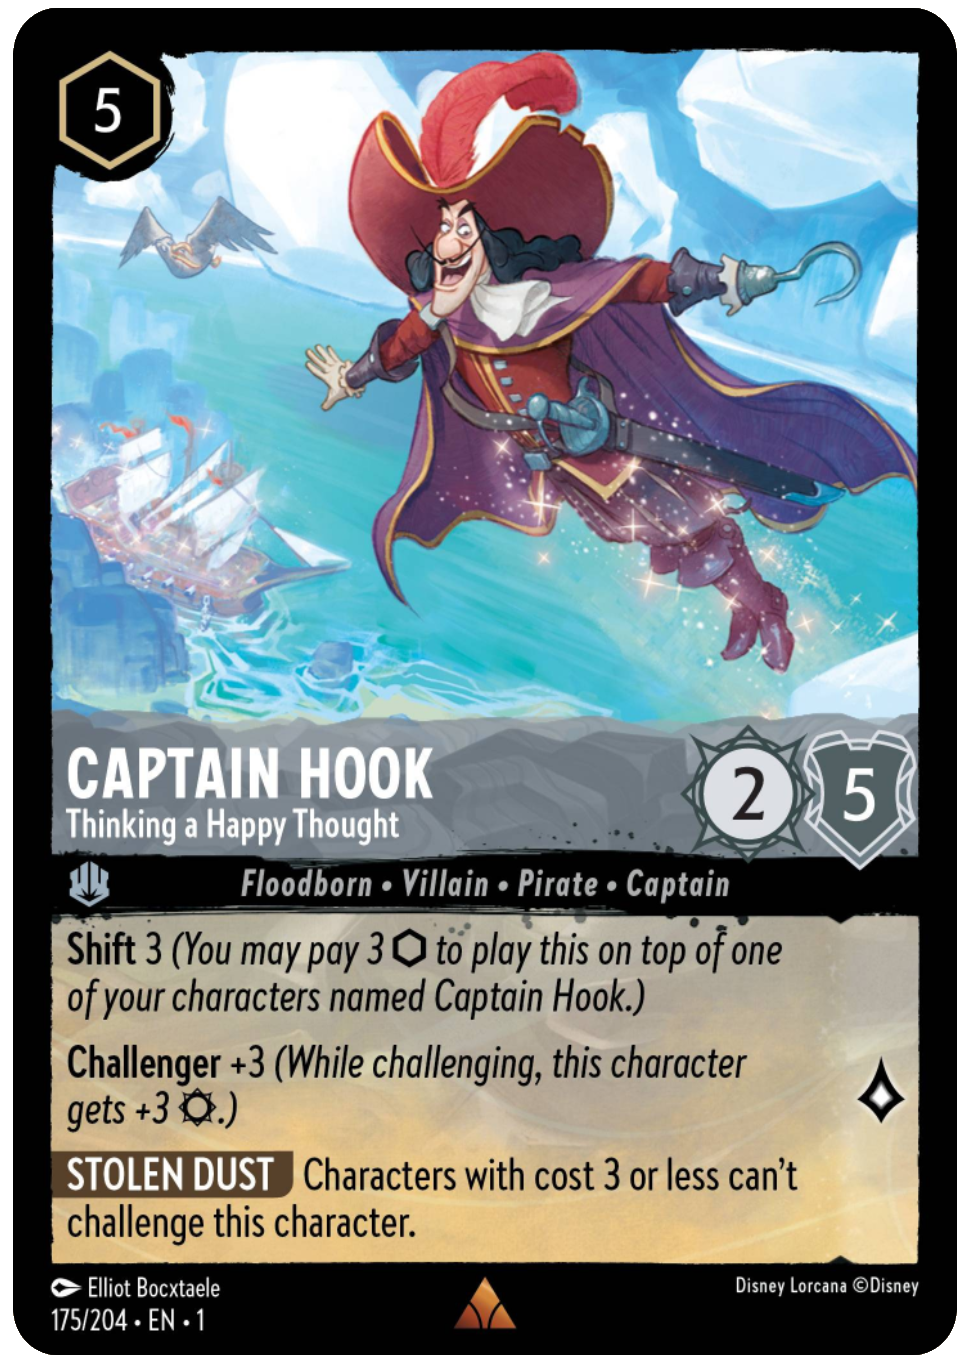 5
CAPTAIN HOOK
Thinking a Happy Thought
2
5
Floodborn • Villain • Pirate • Captain
Shift 3 (You may pay 3 ⬡ to play this on top of one
of your characters named Captain Hook.)
Challenger +3 (While challenging, this character
gets +3 .)
STOLEN DUST Characters with cost 3 or less can't
challenge this character.
Elliot Bocxtaele
Disney Lorcana ©Disney
175/204 • EN • 1